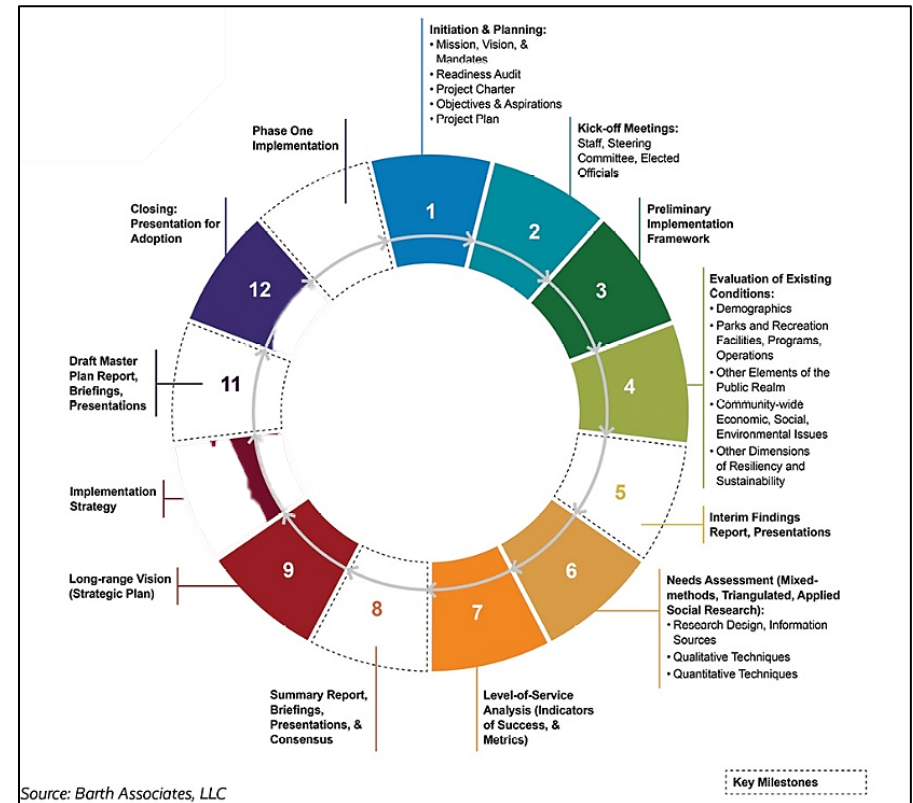 Initiation & Planning:
• Mission, Vision, &
Mandates
• Readiness Audit
• Project Charter
• Objectives & Aspirations
• Project Plan
Kick-off Meetings:
Staff, Steering
Committee, Elected
Officials
Preliminary
Implementation
Framework
Evaluation of Existing
Conditions:
• Demographics
• Parks and Recreation
Facilities, Programs,
Operations
• Other Elements of the
Public Realm
• Community-wide
Economic, Social,
Environmental Issues
• Other Dimensions
of Resiliency and
Sustainability
Interim Findings
Report, Presentations
Needs Assessment (Mixed-
methods, Triangulated, Applied
Social Research):
• Research Design, Information
Sources
• Qualitative Techniques
• Quantitative Techniques
Level-of-Service
Analysis (Indicators
of Success, &
Metrics)
Summary Report,
Briefings,
Presentations, &
Consensus
Long-range Vision
(Strategic Plan)
Implementation
Strategy
Draft Master
Plan Report,
Briefings,
Presentations
Closing:
Presentation for
Adoption
Phase One
Implementation
1
2
3
4
5
6
7
8
9
11
12
Key Milestones
Source: Barth Associates, LLC